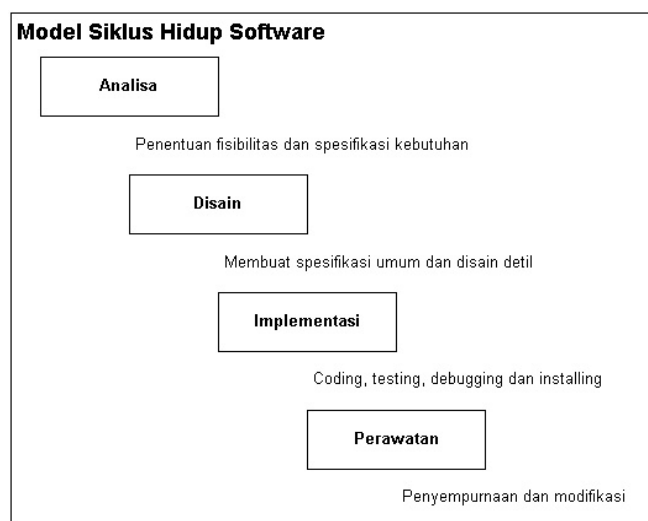 Model Siklus Hidup Software
Analisa
Penentuan fisibilitas dan spesifikasi kebutuhan
Disain
Membuat spesifikasi umum dan disain detil
Implementasi
Coding, testing, debugging dan installing
Perawatan
Penyempurnaan dan modifikasi